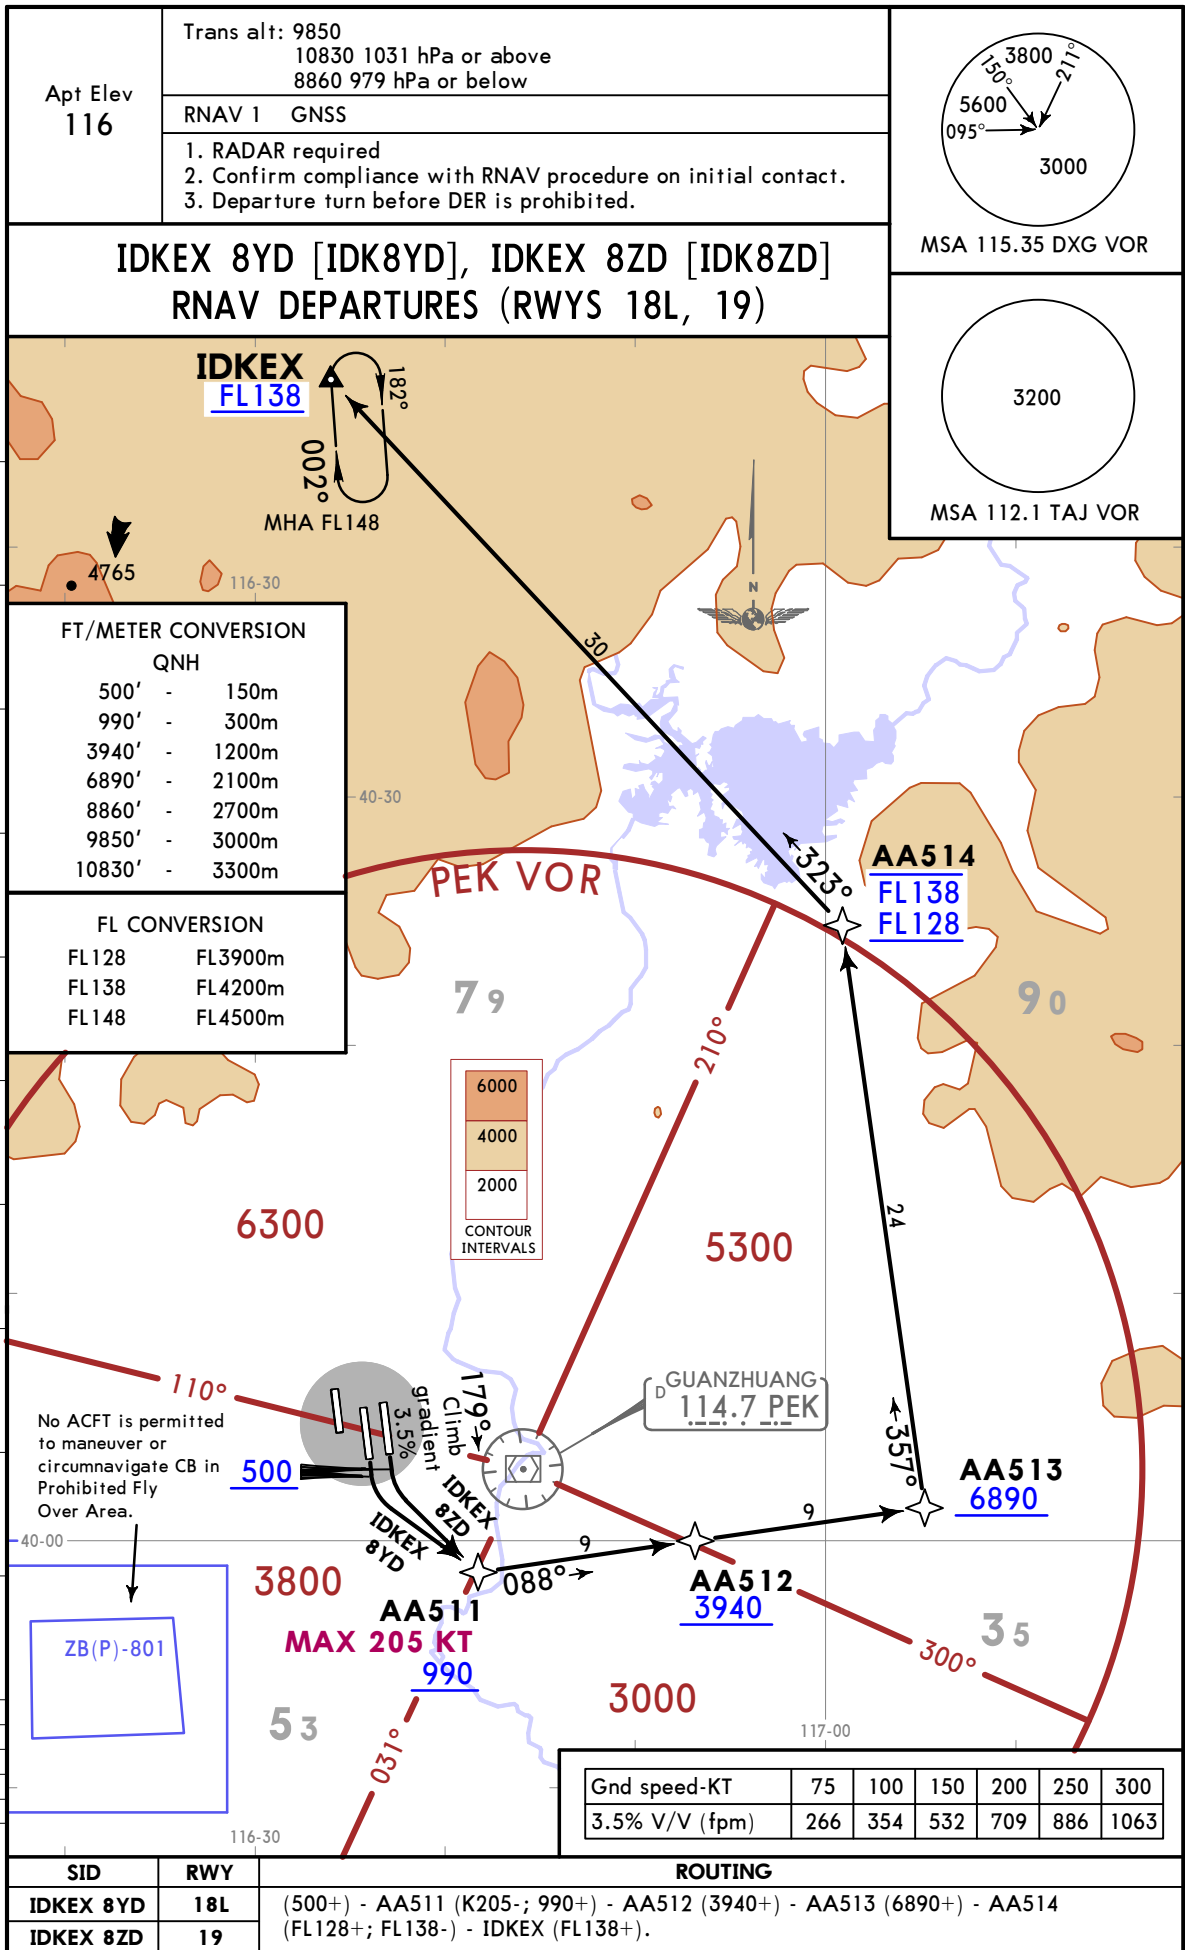 Apt Elev
116
Trans alt: 9850
10830 1031 hPa or above
8860 979 hPa or below
RNAV 1 GNSS
1. RADAR required
2. Confirm compliance with RNAV procedure on initial contact.
3. Departure turn before DER is prohibited.
3800
150°
211°
5600
095°
3000
MSA 115.35 DXG VOR
IDKEX 8YD [IDK8YD], IDKEX 8ZD [IDK8ZD]
RNAV DEPARTURES (RWYS 18L, 19)
3200
MSA 112.1 TAJ VOR
IDKEX
FL138
182°
002°
MHA FL148
4765
116-30
N
30
FT/METER CONVERSION
QNH
500' - 150m
990' - 300m
3940' - 1200m
6890' - 2100m
8860' - 2700m
9850' - 3000m
10830' - 3300m
40-30
FL CONVERSION
FL128 FL3900m
FL138 FL4200m
FL148 FL4500m
PEK VOR
323°
AA514
FL138
FL128
79
90
210°
6000
4000
2000
CONTOUR
INTERVALS
6300
5300
24
110°
3.5%
gradient
Climb
179°
D GUANZHUANG
114.7 PEK
357°
No ACFT is permitted
to maneuver or
circumnavigate CB in
Prohibited Fly
Over Area.
500
AA513
6890
IDKEX
8ZD
IDKEX
8YD
9
9
40-00
088°
3800
AA511
MAX 205 KT
990
AA512
3940
ZB(P)-801
35
300°
53
3000
117-00
031°
116-30
Gnd speed-KT 75 100 150 200 250 300
3.5% V/V (fpm) 266 354 532 709 886 1063
SID RWY ROUTING
IDKEX 8YD 18L
IDKEX 8ZD 19
(500+) - AA511 (K205-; 990+) - AA512 (3940+) - AA513 (6890+) - AA514
(FL128+; FL138-) - IDKEX (FL138+).